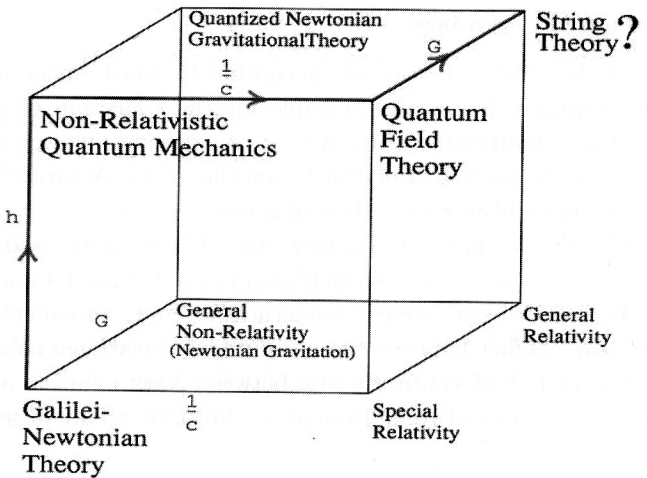 Quantized Newtonian
GravitationalTheory
String
Theory?
G
1
c
Non-Relativistic
Quantum Mechanics
Quantum
Field
Theory
h
G
General
Non-Relativity
(Newtonian Gravitation)
General
Relativity
Galilei-
Newtonian
Theory
1
c
Special
Relativity